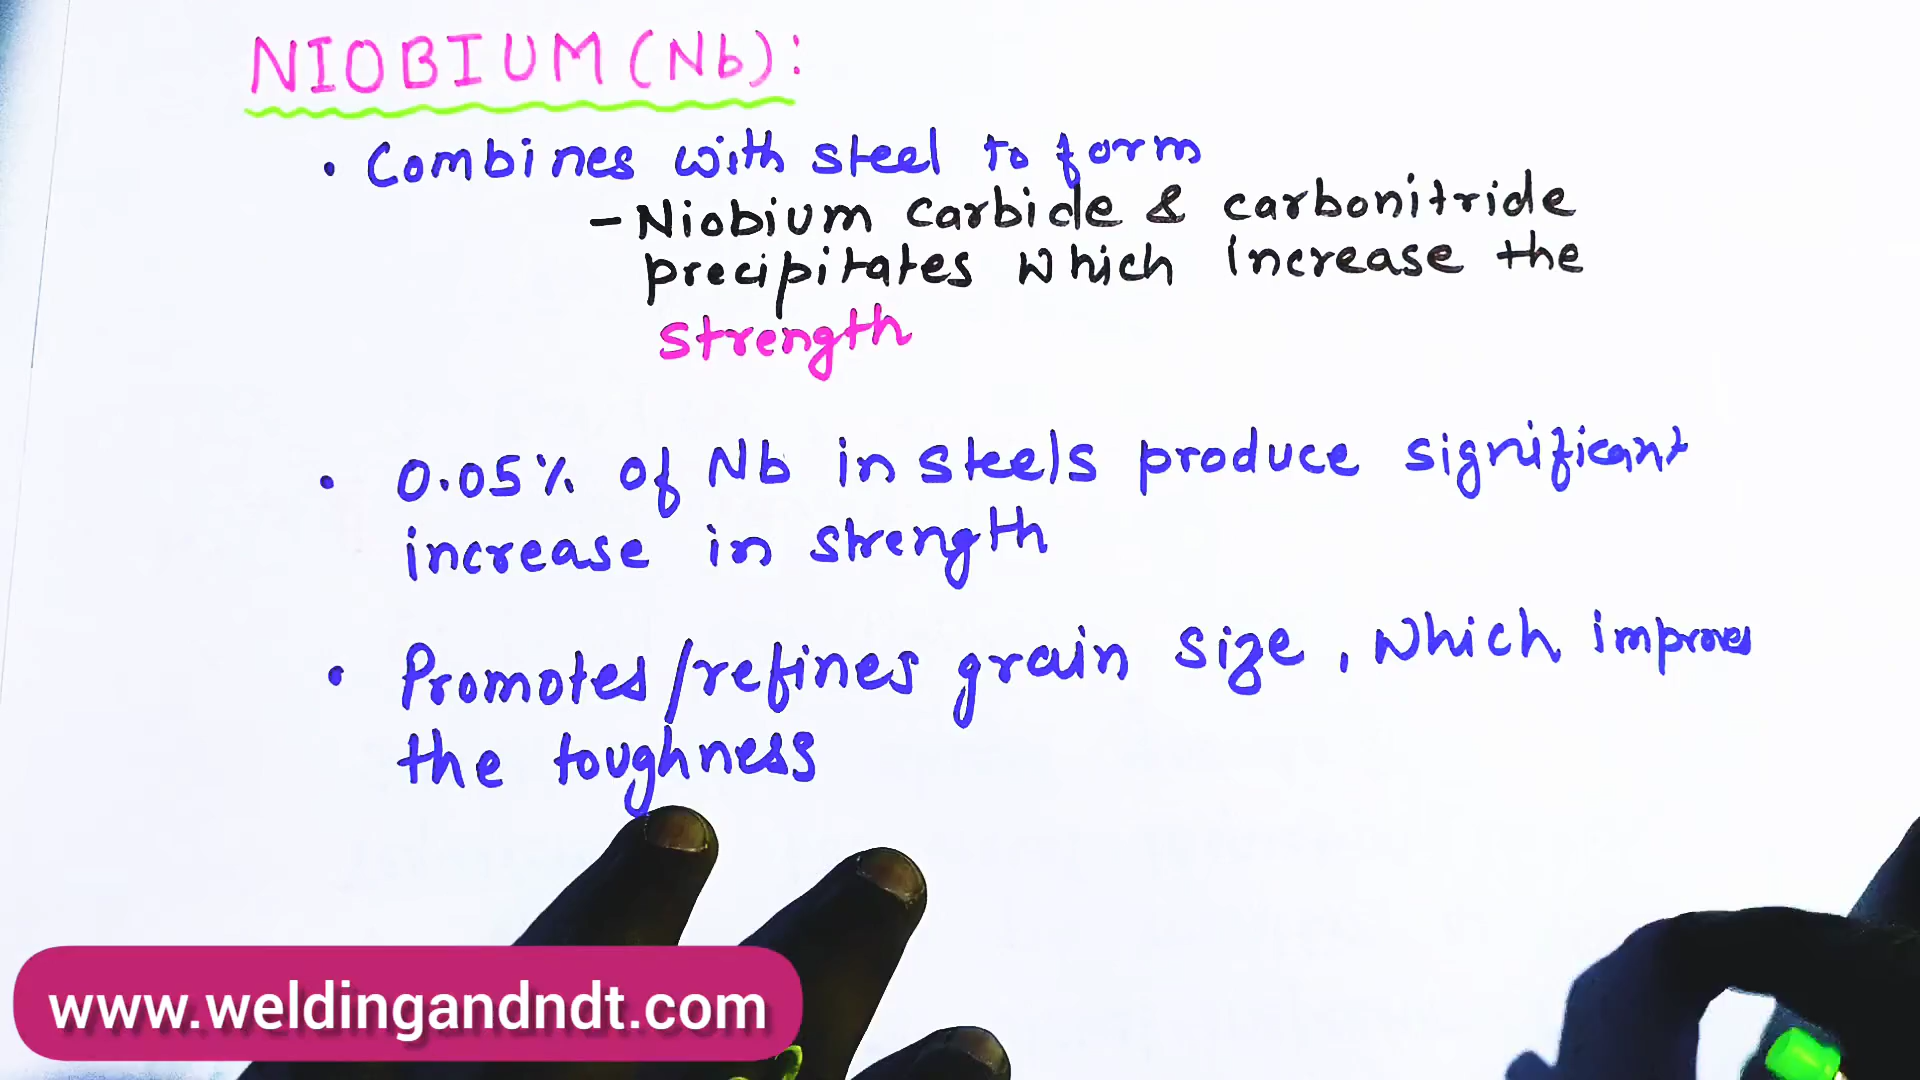 NIOBIUM (Nb):
• Combines with steel to form
- Niobium carbide & carbonitride
precipitates which increase the
strength
• 0.05% of Nb in steels produce significant
increase in strength
• Promotes/refines grain size, which improves
the toughness
www.weldingandndt.com